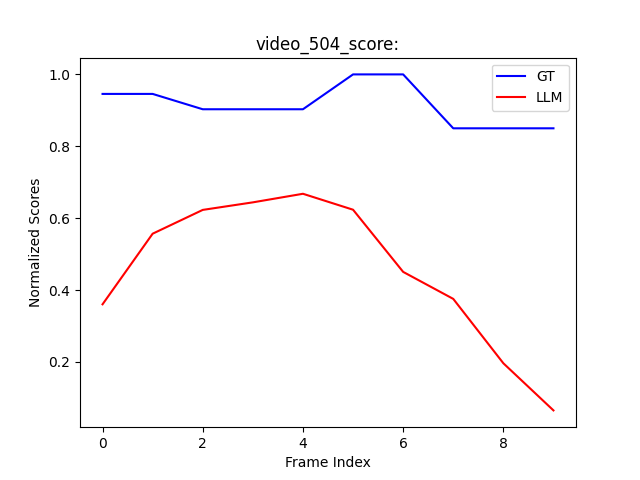 video_504_score:
GT
LLM
Normalized Scores
1.0
0.8
0.6
0.4
0.2
0 2 4 6 8
Frame Index